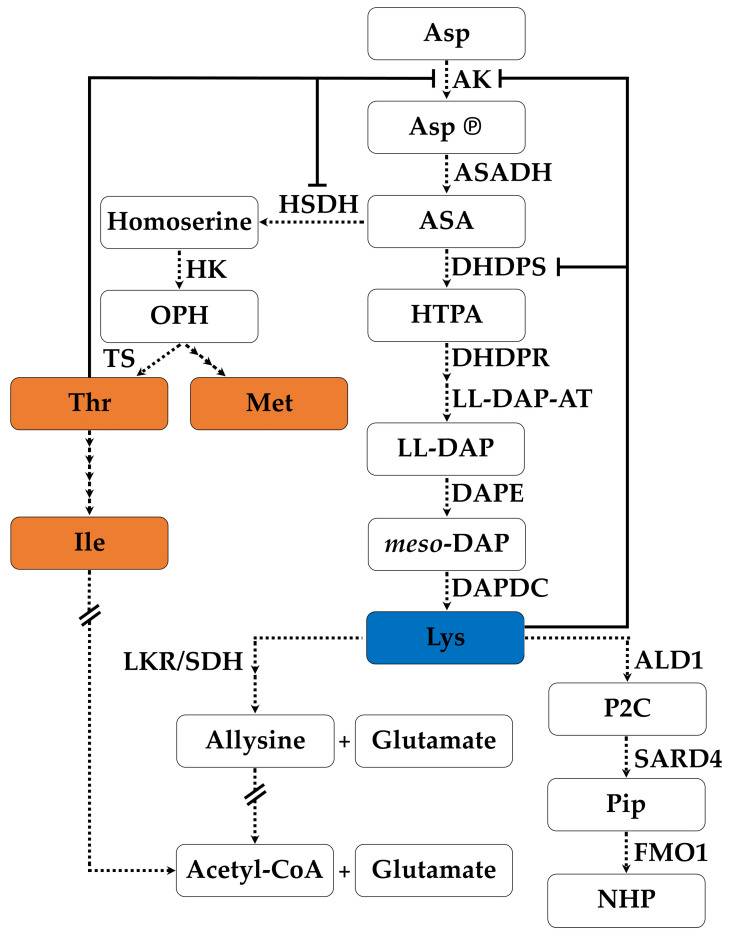 Asp
AK
Asp Ⓟ
ASADH
HSDH
Homoserine
ASA
HK
DHDPS
OPH
HTPA
TS
DHDPR
Thr
Met
LL-DAP-AT
LL-DAP
DAPE
Ile
meso-DAP
DAPDC
Lys
LKR/SDH
ALD1
P2C
Allysine + Glutamate
SARD4
Pip
FMO1
Acetyl-CoA + Glutamate
NHP